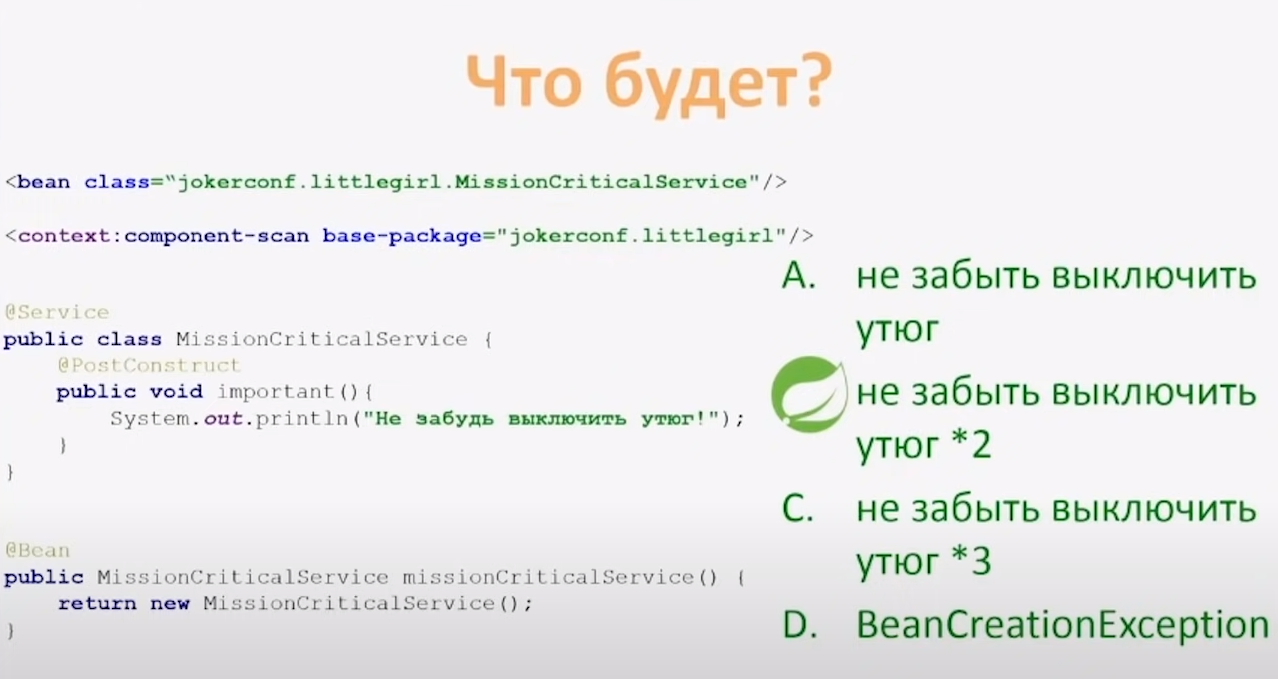 Что будет?
<bean class=“jokerconf.littlegirl.MissionCriticalService"/>
<context:component-scan base-package="jokerconf.littlegirl"/>
@Service
public class MissionCriticalService {
@PostConstruct
public void important(){
System.out.println("Не забудь выключить утюг!");
}
}
@Bean
public MissionCriticalService missionCriticalService() {
return new MissionCriticalService();
}
A. не забыть выключить
утюг
не забыть выключить
утюг *2
C. не забыть выключить
утюг *3
D. BeanCreationException